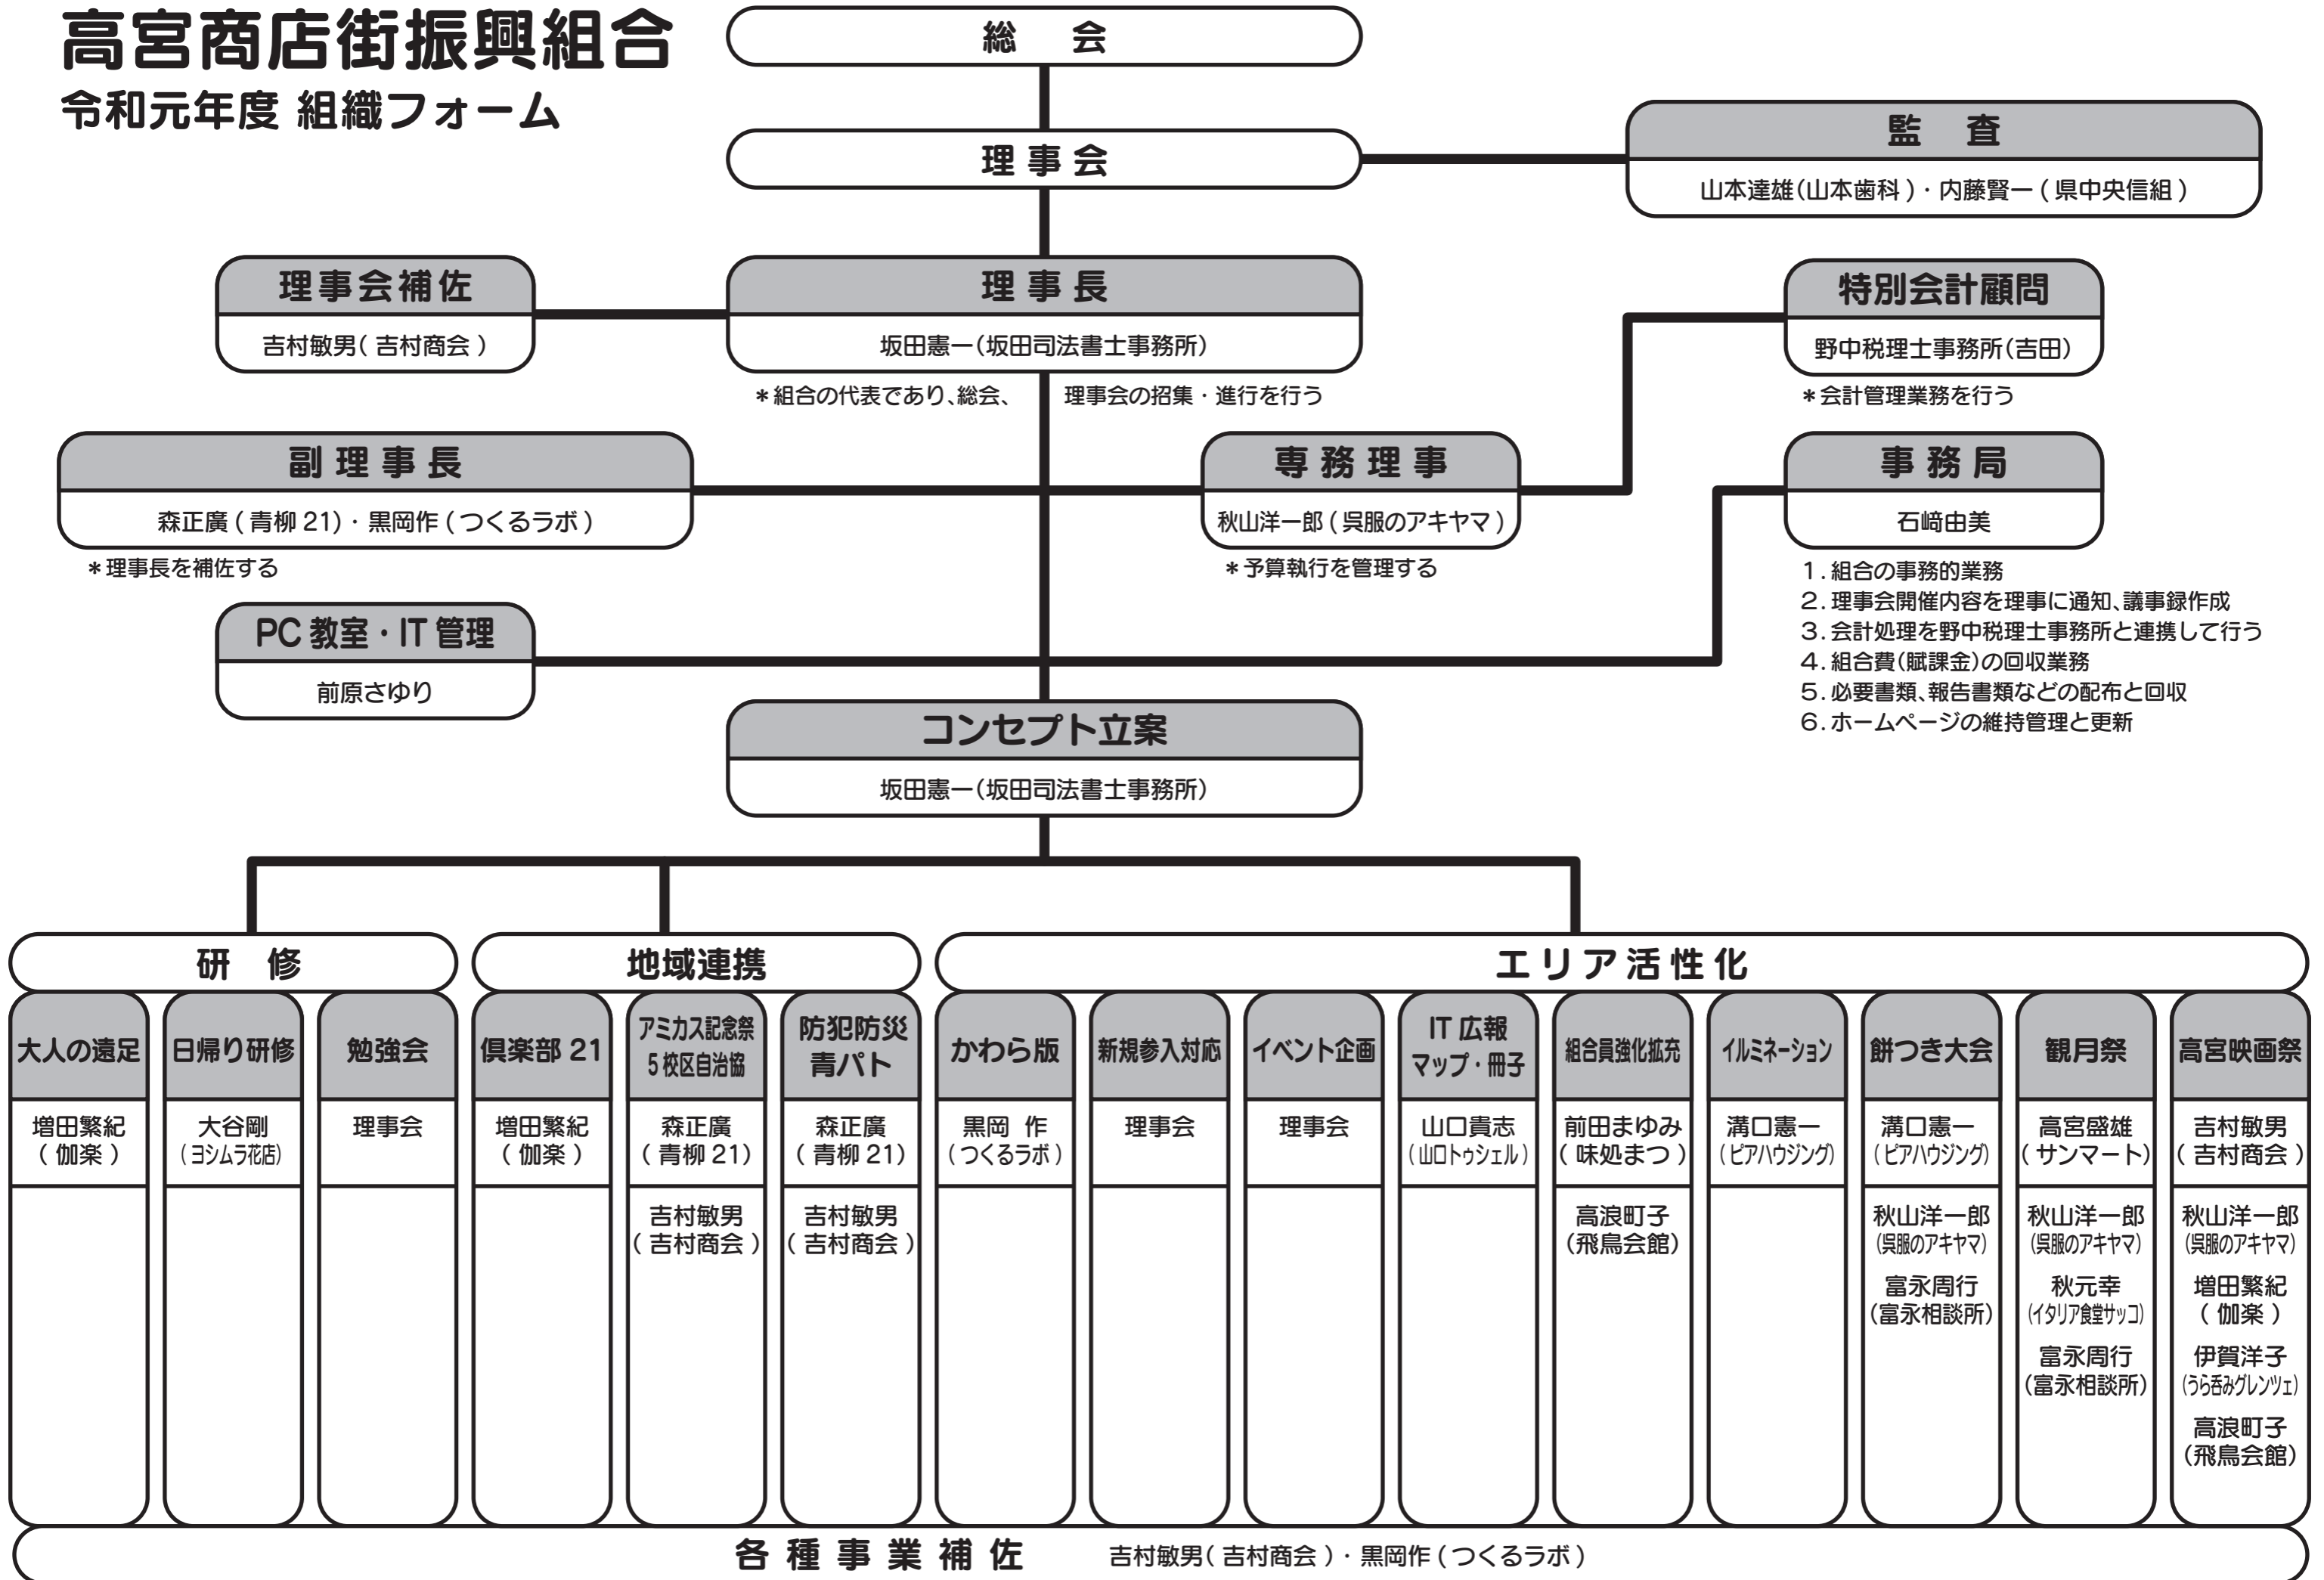 高宮商店街振興組合
令和元年度 組織フォーム
総 会
理事会
監 査
山本達雄(山本歯科)・内藤賢一(県中央信組)
理事会補佐
吉村敏男(吉村商会)
理事長
坂田憲一(坂田司法書士事務所)
*組合の代表であり、総会、 理事会の招集・進行を行う
特別会計顧問
野中税理士事務所(吉田)
*会計管理業務を行う
副理事長
森正廣(青柳21)・黒岡作(つくるラボ)
*理事長を補佐する
専務理事
秋山洋一郎(呉服のアキヤマ)
*予算執行を管理する
事務局
石﨑由美
1.組合の事務的業務
2.理事会開催内容を理事に通知、議事録作成
3.会計処理を野中税理士事務所と連携して行う
4.組合費(賦課金)の回収業務
5.必要書類、報告書類などの配布と回収
6.ホームページの維持管理と更新
PC教室・IT管理
前原さゆり
コンセプト立案
坂田憲一(坂田司法書士事務所)
研 修
大人の遠足
増田繁紀
(伽楽)
日帰り研修
大谷剛
(ヨシムラ花店)
勉強会
理事会
地域連携
倶楽部21
増田繁紀
(伽楽)
アミカス記念祭
5校区自治協
森正廣
(青柳21)
吉村敏男
(吉村商会)
防犯防災
青パト
森正廣
(青柳21)
吉村敏男
(吉村商会)
エリア活性化
かわら版
黒岡 作
(つくるラボ)
新規参入対応
理事会
イベント企画
理事会
IT広報
マップ・冊子
山口貴志
(山口トゥシェル)
組合員強化拡充
前田まゆみ
(味処まつ)
高浪町子
(飛鳥会館)
イルミネーション
溝口憲一
(ピアハウジング)
餅つき大会
溝口憲一
(ピアハウジング)
秋山洋一郎
(呉服のアキヤマ)
富永周行
(富永相談所)
観月祭
高宮盛雄
(サンマート)
秋山洋一郎
(呉服のアキヤマ)
秋元幸
(イタリア食堂サッコ)
富永周行
(富永相談所)
高宮映画祭
吉村敏男
(吉村商会)
秋山洋一郎
(呉服のアキヤマ)
増田繁紀
(伽楽)
伊賀洋子
(うら呑みグレンツェ)
高浪町子
(飛鳥会館)
各種事業補佐 吉村敏男(吉村商会)・黒岡作(つくるラボ)